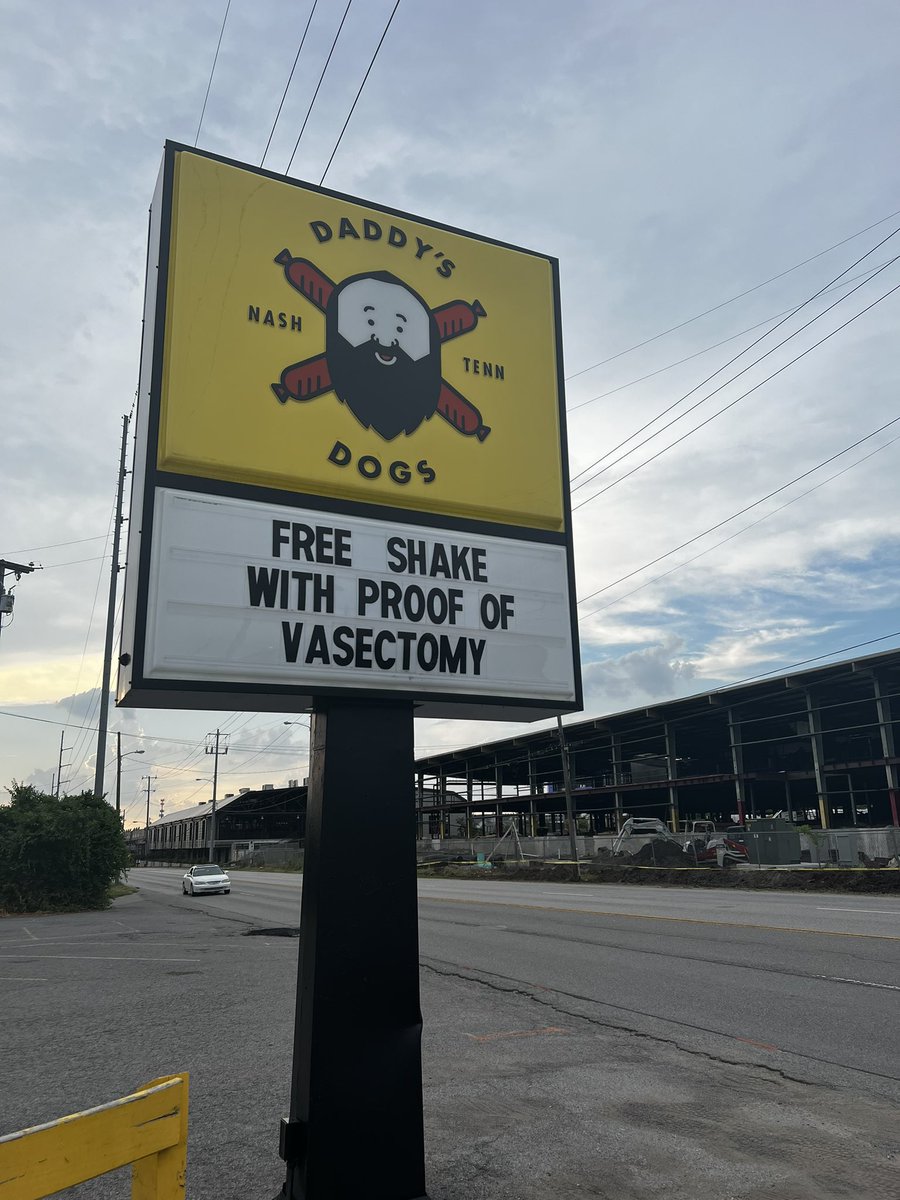 DADDY'S
NASH
TENN
DOGS
FREE SHAKE
WITH PROOF OF
VASECTOMY